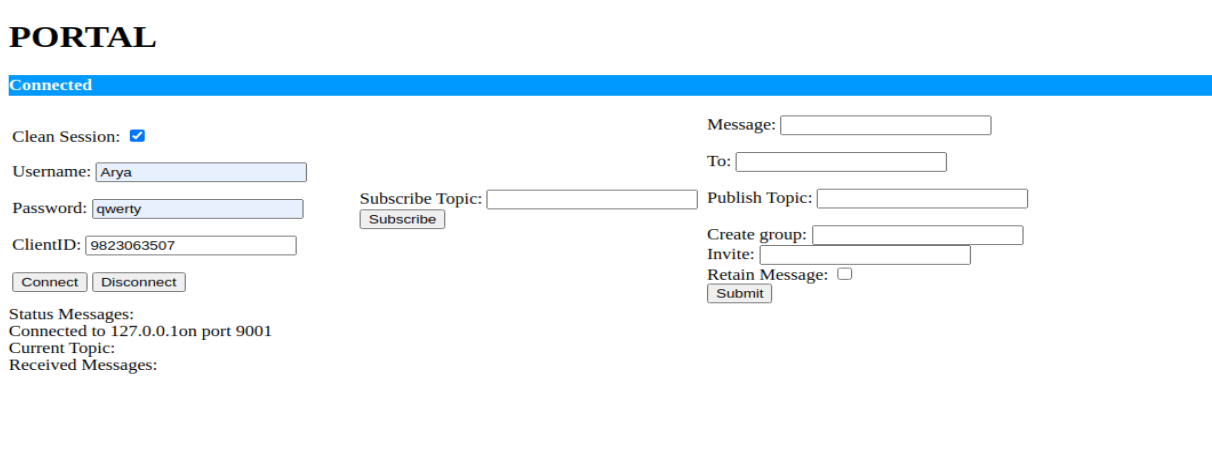 PORTAL
Connected
Clean Session:
Username: Arya
Password: qwerty
ClientID: 9823063507
Connect Disconnect
Subscribe Topic:
Subscribe
Message:
To:
Publish Topic:
Create group:
Invite:
Retain Message:
Submit
Status Messages:
Connected to 127.0.0.1on port 9001
Current Topic:
Received Messages: